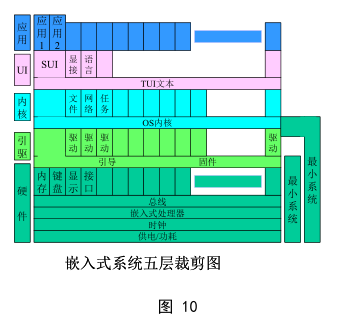 应用
应用1
应用2
UI
SUI
显接
语言
TUI文本
内核
文件
网络
任务
OS内核
引驱
驱动
驱动
驱动
驱动
引导
固件
硬件
内存
键盘
显示
接口
总线
嵌入式处理器
时钟
供电/功耗
最小系统
最小系统
嵌入式系统五层裁剪图
图 10